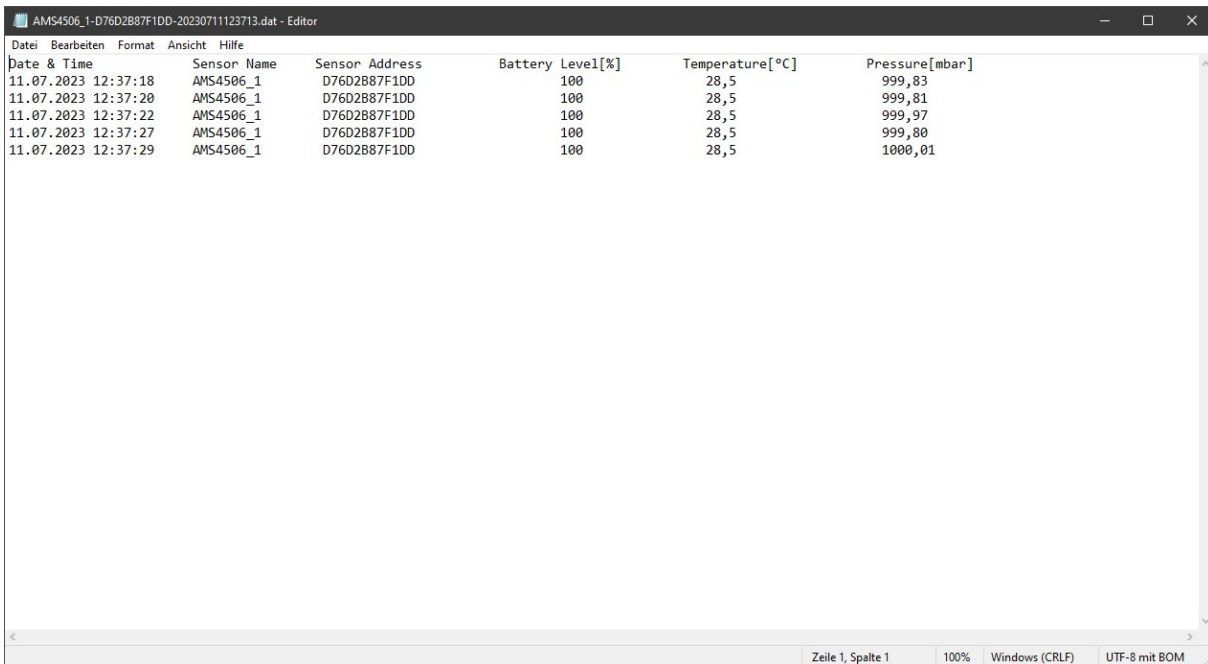 AMS4506_1-D76D2B87F1DD-20230711123713.dat - Editor
Datei Bearbeiten Format Ansicht Hilfe
Date & Time Sensor Name Sensor Address Battery Level[%] Temperature[°C] Pressure[mbar]
11.07.2023 12:37:18 AMS4506_1 D76D2B87F1DD 100 28,5 999,83
11.07.2023 12:37:20 AMS4506_1 D76D2B87F1DD 100 28,5 999,81
11.07.2023 12:37:22 AMS4506_1 D76D2B87F1DD 100 28,5 999,97
11.07.2023 12:37:27 AMS4506_1 D76D2B87F1DD 100 28,5 999,80
11.07.2023 12:37:29 AMS4506_1 D76D2B87F1DD 100 28,5 1000,01
Zeile 1, Spalte 1 100% Windows (CRLF) UTF-8 mit BOM